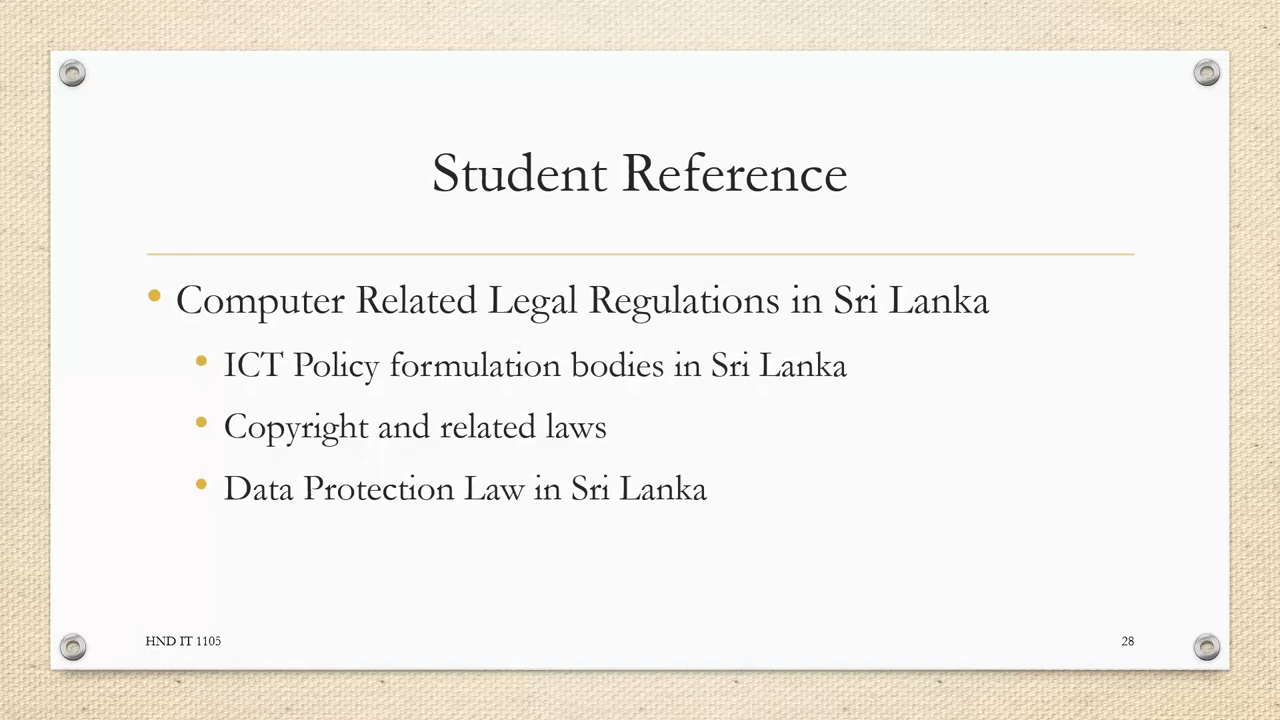 Student Reference
• Computer Related Legal Regulations in Sri Lanka
• ICT Policy formulation bodies in Sri Lanka
• Copyright and related laws
• Data Protection Law in Sri Lanka
HND IT 1105
28